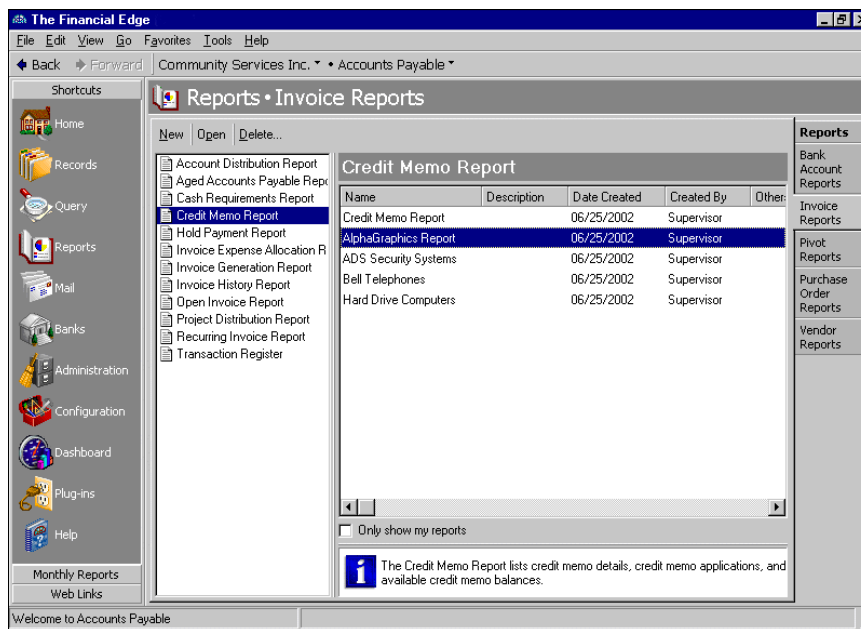 The Financial Edge
File Edit View Go Favorites Tools Help
Back Forward Community Services Inc. • Accounts Payable
Shortcuts
Home
Records
Query
Reports
Mail
Banks
Administration
Configuration
Dashboard
Plug-ins
Help
Monthly Reports
Web Links
Reports • Invoice Reports
New Open Delete...
Account Distribution Report
Aged Accounts Payable Repo
Cash Requirements Report
Credit Memo Report
Hold Payment Report
Invoice Expense Allocation R
Invoice Generation Report
Invoice History Report
Open Invoice Report
Project Distribution Report
Recurring Invoice Report
Transaction Register
Credit Memo Report
Name Description Date Created Created By Other
Credit Memo Report 06/25/2002 Supervisor
AlphaGraphics Report 06/25/2002 Supervisor
ADS Security Systems 06/25/2002 Supervisor
Bell Telephones 06/25/2002 Supervisor
Hard Drive Computers 06/25/2002 Supervisor
Only show my reports
The Credit Memo Report lists credit memo details, credit memo applications, and
available credit memo balances.
Reports
Bank
Account
Reports
Invoice
Reports
Pivot
Reports
Purchase
Order
Reports
Vendor
Reports
Welcome to Accounts Payable